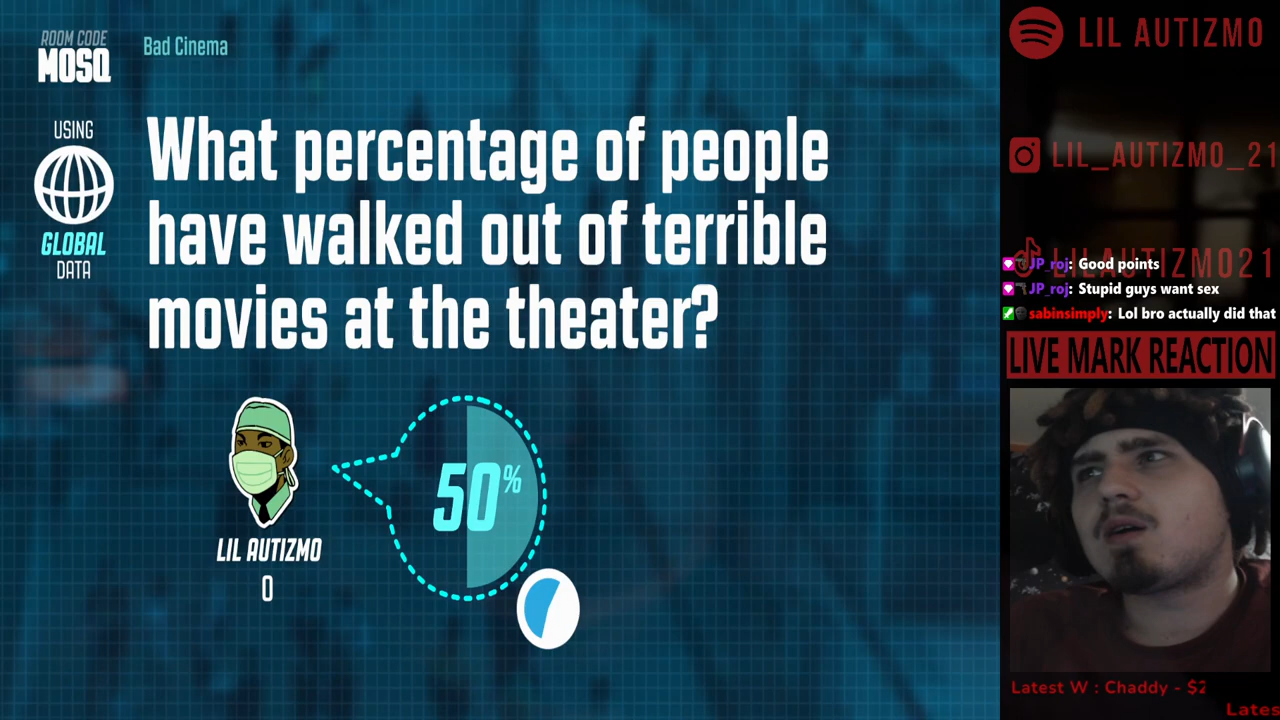 ROOM CODE
MOSQ
Bad Cinema
USING
GLOBAL
DATA
What percentage of people
have walked out of terrible
movies at the theater?
50%
LIL AUTIZMO
0
LIL AUTIZMO
LIL_AUTIZMO_21
LILAUTIZMO21
JP_roj: Good points
JP_roj: Stupid guys want sex
sabinsimply: Lol bro actually did that
LIVE MARK REACTION
Latest W : Chaddy - $2
Lates